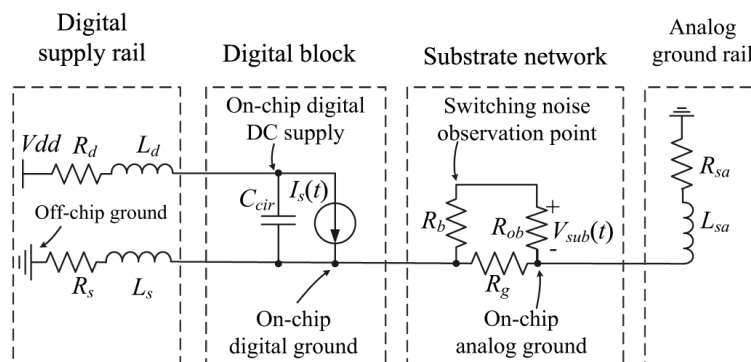 Digital
supply rail
Digital block
Substrate network
Analog
ground rail
On-chip digital
DC supply
Switching noise
observation point
Vdd
R_d
L_d
C_cir
I_s(t)
R_b
R_ob
+
V_sub(t)
-
R_sa
L_sa
Off-chip ground
R_s
L_s
R_g
On-chip
digital ground
On-chip
analog ground